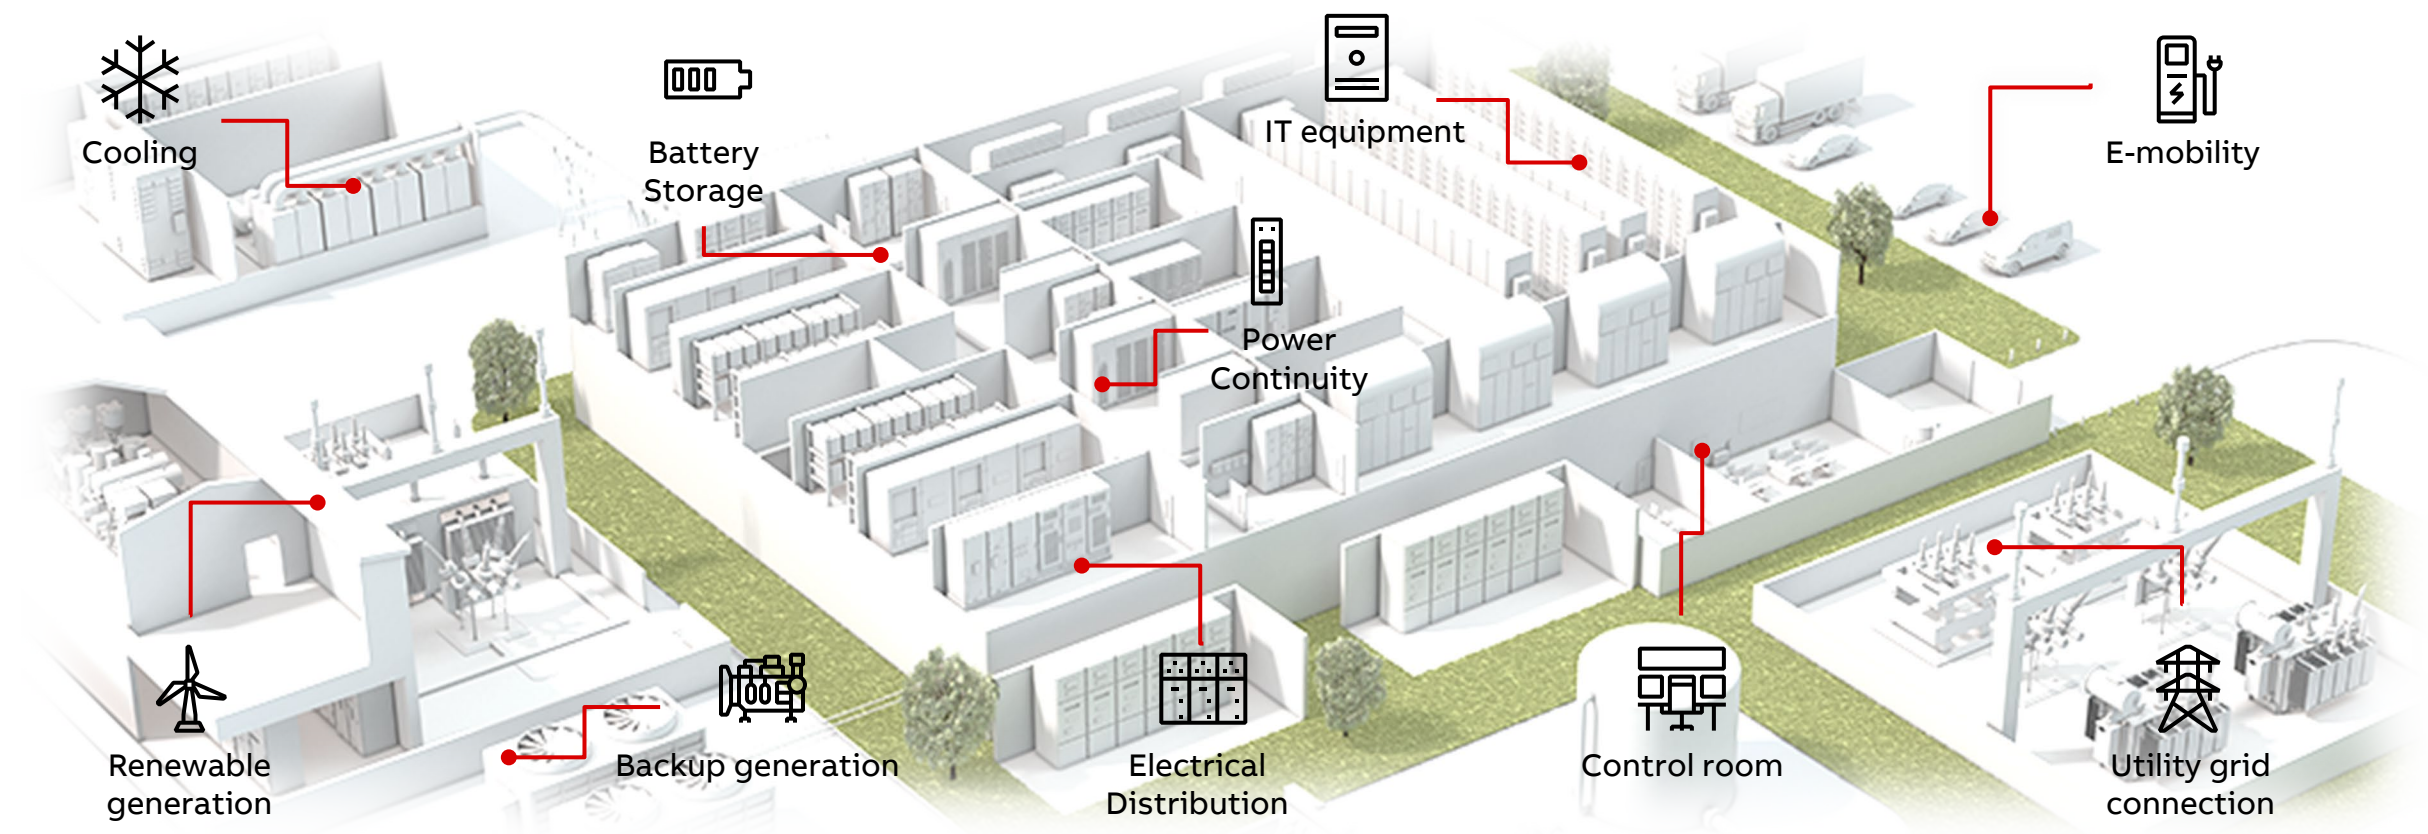 Cooling
Battery
Storage
IT equipment
E-mobility
Power
Continuity
Renewable
generation
Backup generation
Electrical
Distribution
Control room
Utility grid
connection